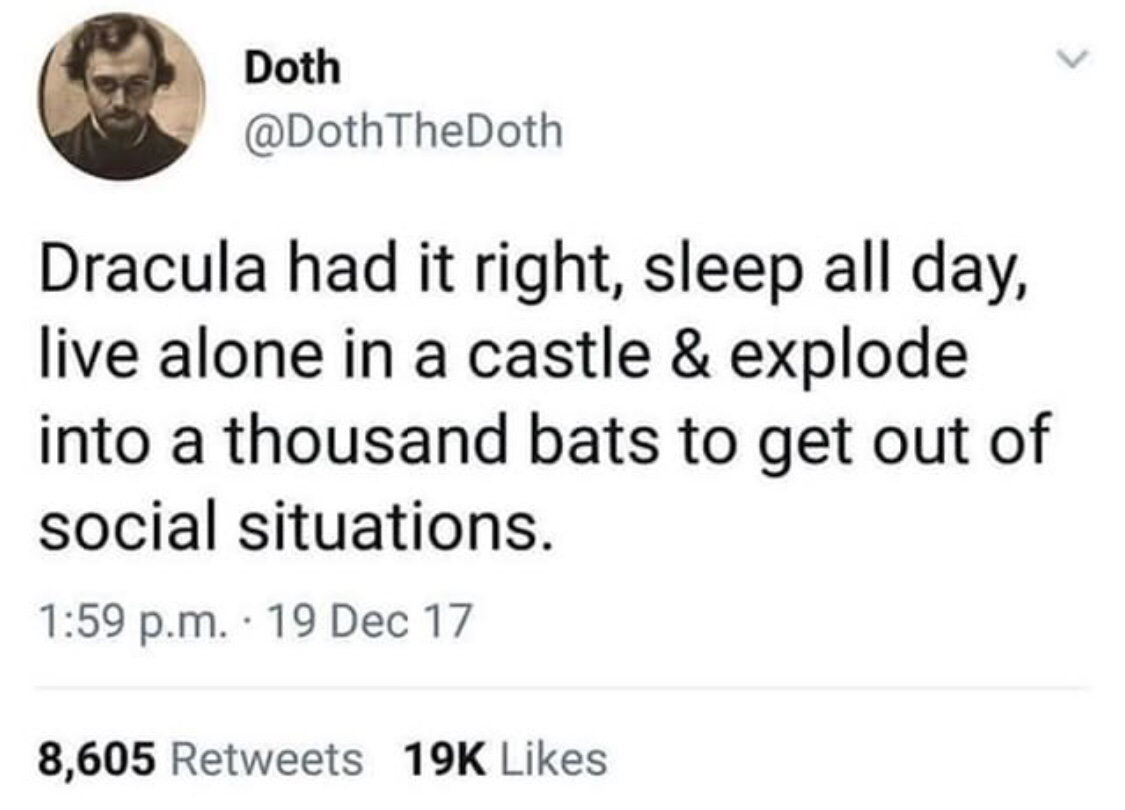 Doth
@DothTheDoth
Dracula had it right, sleep all day,
live alone in a castle & explode
into a thousand bats to get out of
social situations.
1:59 p.m. · 19 Dec 17
8,605 Retweets 19K Likes